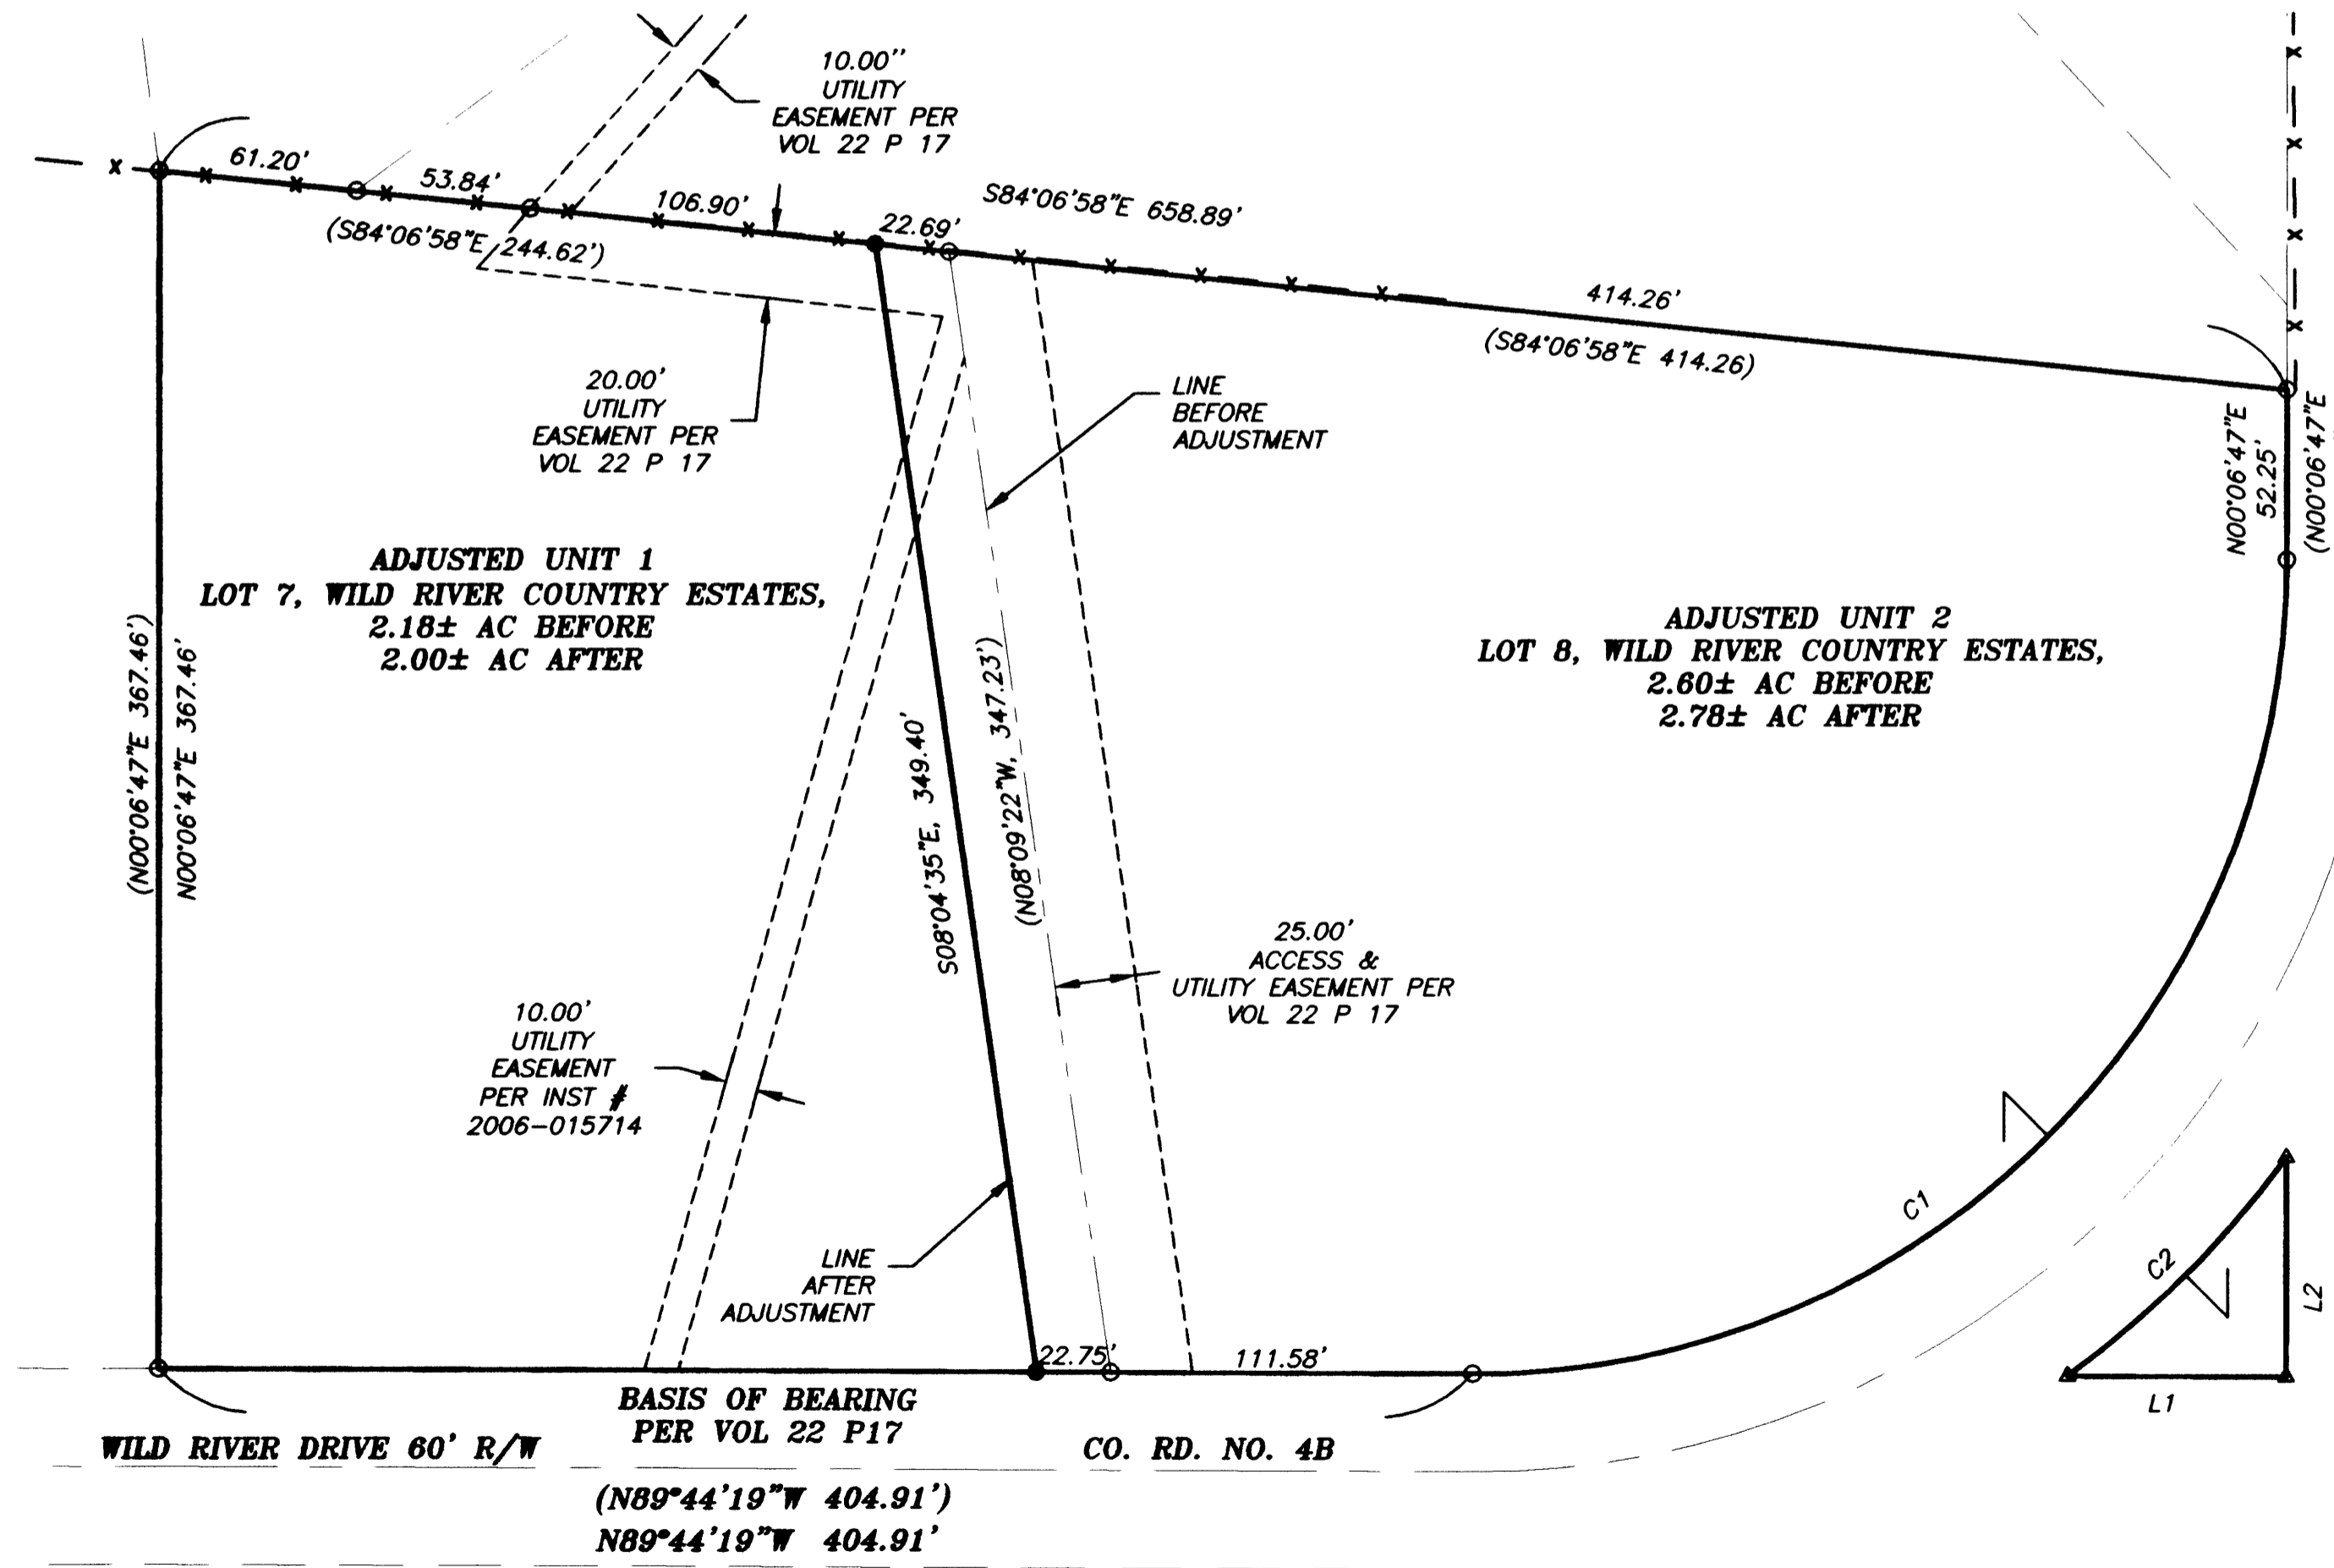 10.00''
UTILITY
EASEMENT PER
VOL 22 P 17
61.20'
53.84'
106.90'
22.69'
S84°06'58"E 658.89'
(S84°06'58"E 244.62')
414.26'
(S84°06'58"E 414.26)
20.00'
UTILITY
EASEMENT PER
VOL 22 P 17
LINE
BEFORE
ADJUSTMENT
N00°06'47"E
52.25'
(N00°06'47"E
ADJUSTED UNIT 1
LOT 7, WILD RIVER COUNTRY ESTATES,
2.18± AC BEFORE
2.00± AC AFTER
ADJUSTED UNIT 2
LOT 8, WILD RIVER COUNTRY ESTATES,
2.60± AC BEFORE
2.78± AC AFTER
(N00°06'47"E 367.46')
N00°06'47"E 367.46'
S08°04'35"E, 349.40'
(N08°09'22"W, 347.23')
25.00'
ACCESS &
UTILITY EASEMENT PER
VOL 22 P 17
10.00'
UTILITY
EASEMENT
PER INST #
2006-015714
LINE
AFTER
ADJUSTMENT
C1
C2
L2
L1
22.75'
111.58'
BASIS OF BEARING
PER VOL 22 P17
WILD RIVER DRIVE 60' R/W
CO. RD. NO. 4B
(N89°44'19"W 404.91')
N89°44'19"W 404.91'